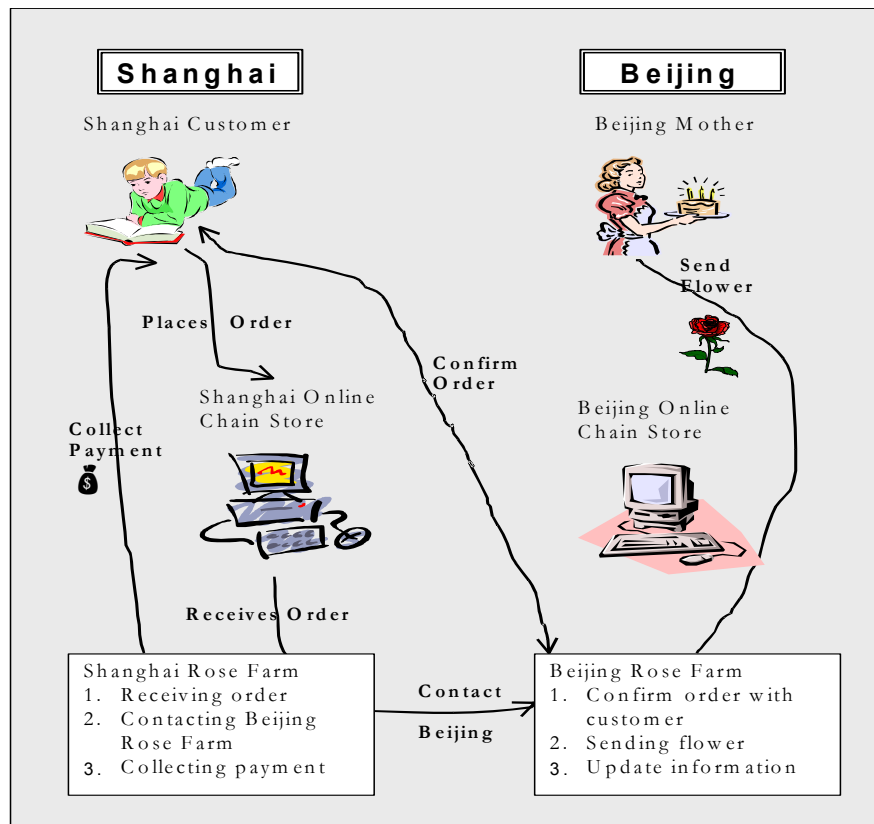 Shanghai
Beijing
Shanghai Customer
Beijing Mother
Send
Flower
Places Order
Confirm
Order
Shanghai Online
Chain Store
Beijing Online
Chain Store
Collect
Payment
$
Receives Order
Shanghai Rose Farm
1. Receiving order
2. Contacting Beijing
Rose Farm
3. Collecting payment
Contact
Beijing
Beijing Rose Farm
1. Confirm order with
customer
2. Sending flower
3. Update information